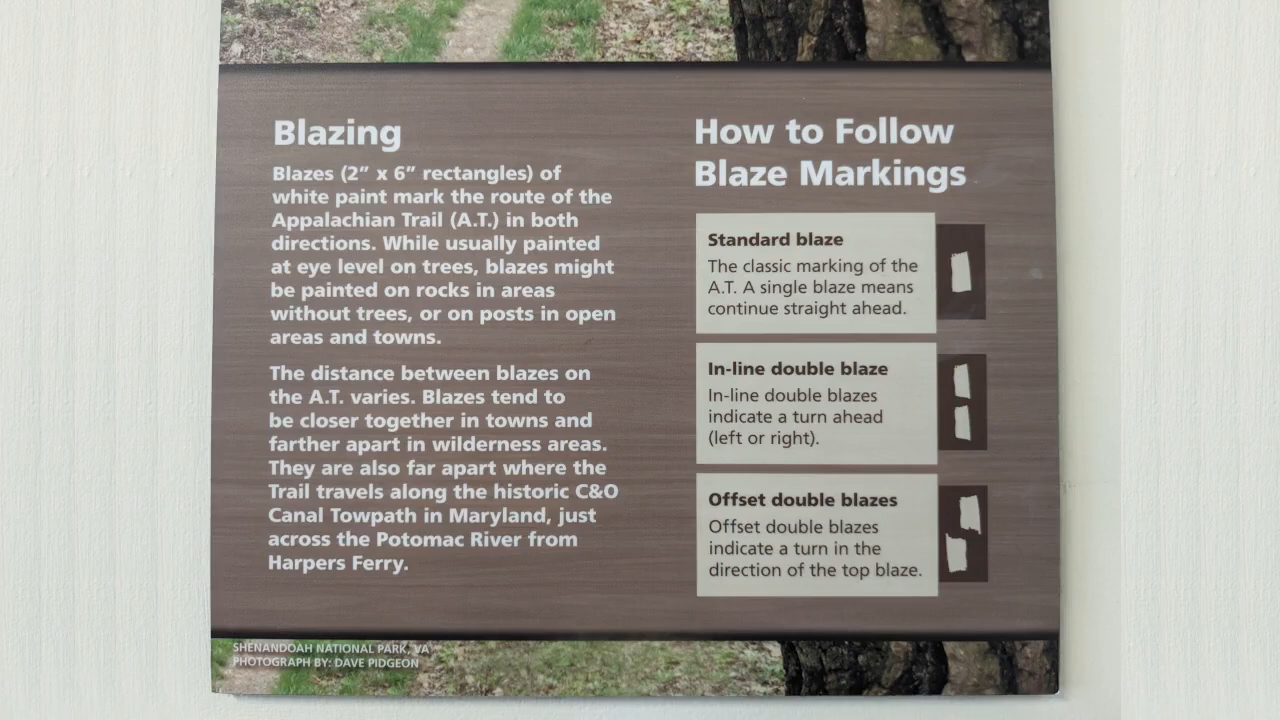 Blazing
Blazes (2” x 6” rectangles) of
white paint mark the route of the
Appalachian Trail (A.T.) in both
directions. While usually painted
at eye level on trees, blazes might
be painted on rocks in areas
without trees, or on posts in open
areas and towns.
The distance between blazes on
the A.T. varies. Blazes tend to
be closer together in towns and
farther apart in wilderness areas.
They are also far apart where the
Trail travels along the historic C&O
Canal Towpath in Maryland, just
across the Potomac River from
Harpers Ferry.
How to Follow
Blaze Markings
Standard blaze
The classic marking of the
A.T. A single blaze means
continue straight ahead.
In-line double blaze
In-line double blazes
indicate a turn ahead
(left or right).
Offset double blazes
Offset double blazes
indicate a turn in the
direction of the top blaze.
SHENANDOAH NATIONAL PARK, VA
PHOTOGRAPH BY: DAVE PIDGEON